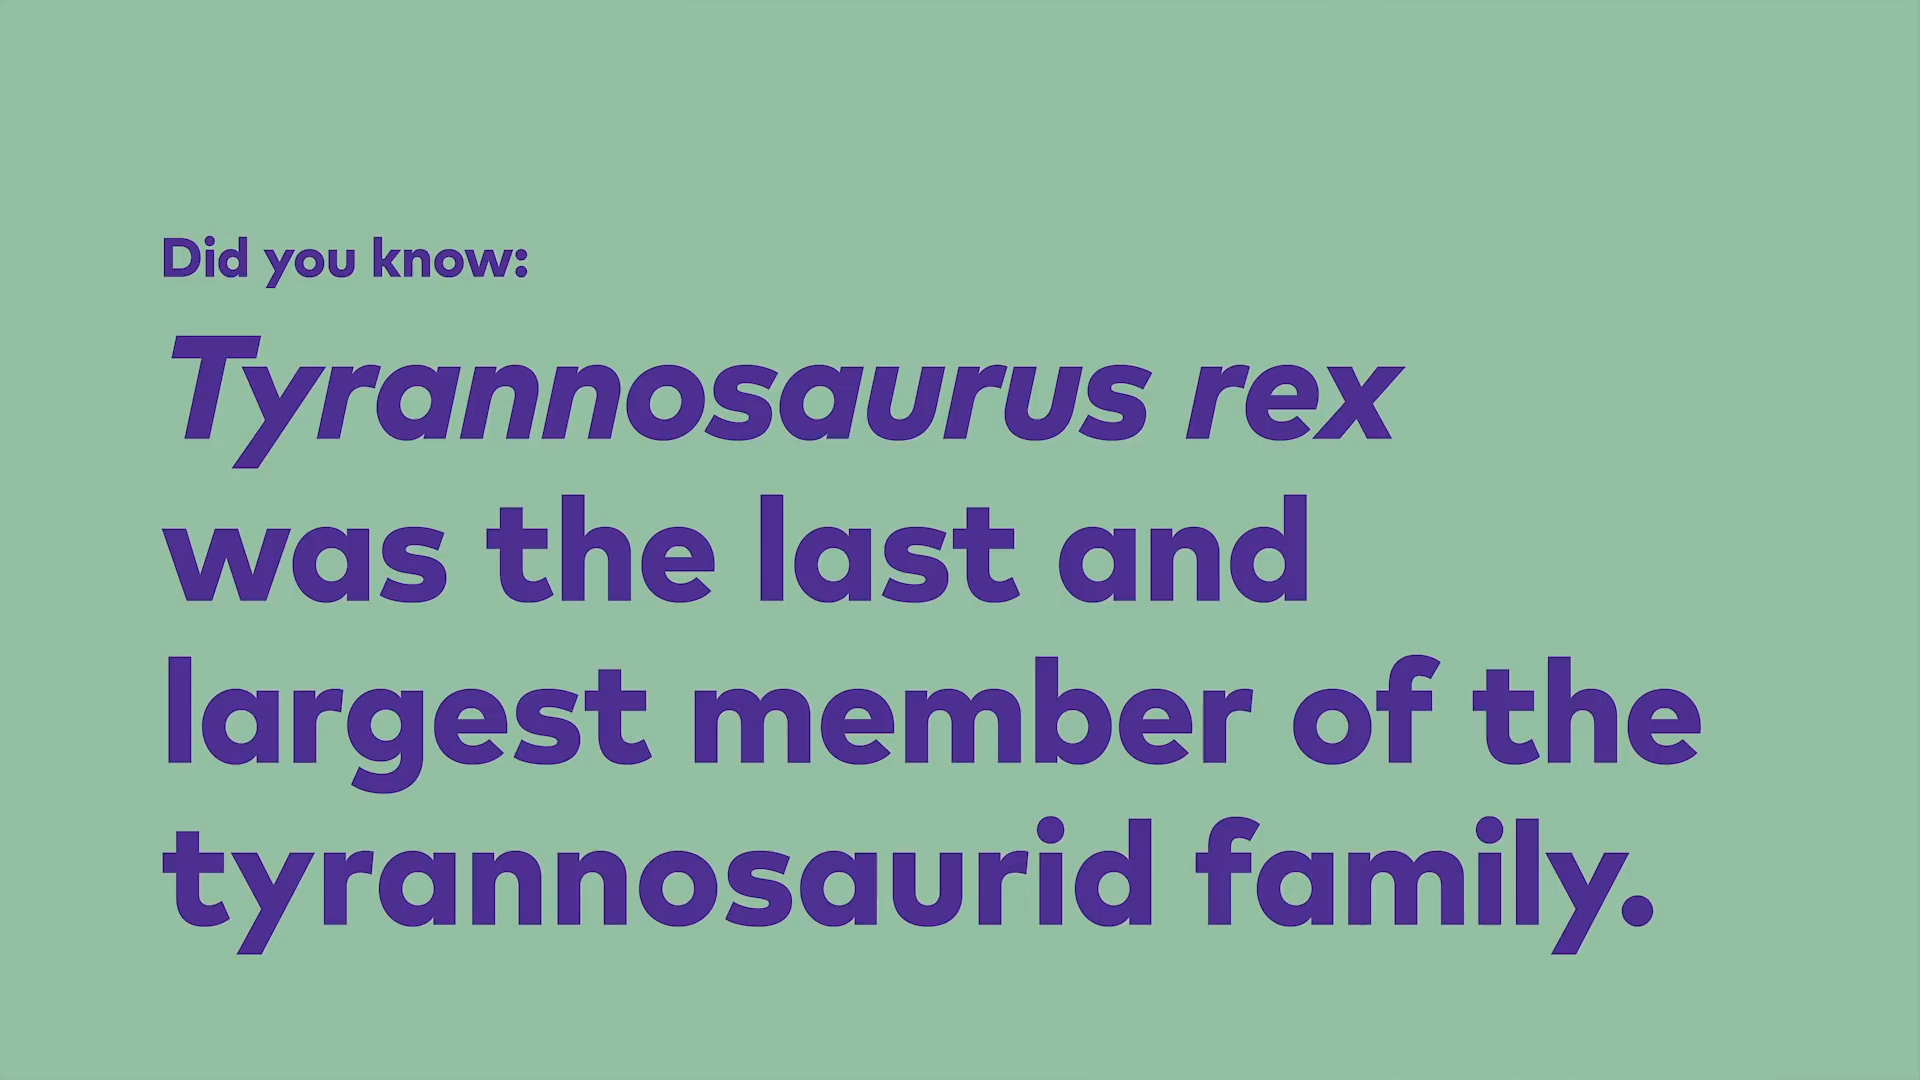 Did you know:
Tyrannosaurus rex
was the last and
largest member of the
tyrannosaurid family.